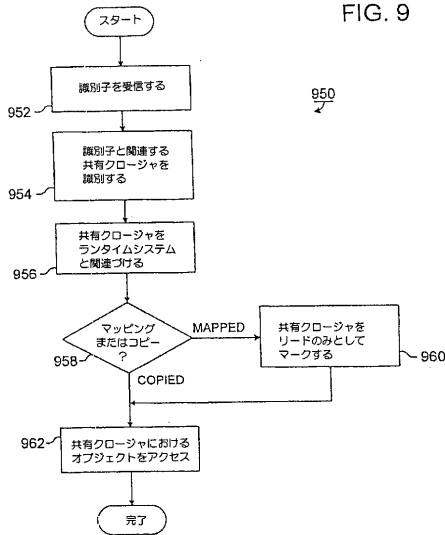 FIG. 9
スタート
950
識別子を受信する
952
識別子と関連する
共有クロージャを
識別する
954
共有クロージャを
ランタイムシステム
と関連づける
956
マッピング
またはコピー
?
958
MAPPED
共有クロージャを
リードのみとして
マークする
960
COPIED
962
共有クロージャにおける
オブジェクトをアクセス
完了